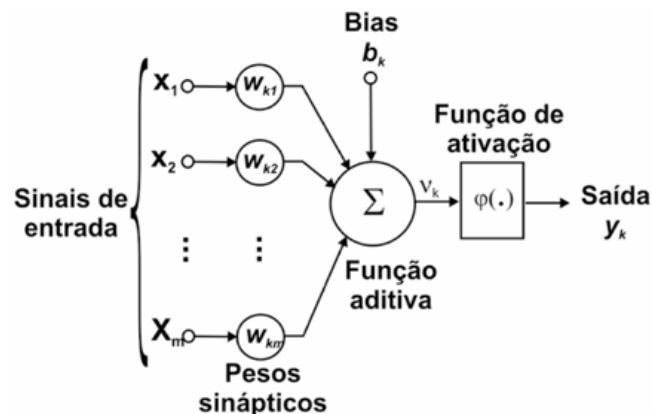 Bias
b_k
x_1
w_k1
Função de
ativação
x_2
w_k2
Sinais de
entrada
Σ
v_k
φ(.)
Saída
y_k
⋮
⋮
Função
aditiva
X_m
w_km
Pesos
sinápticos